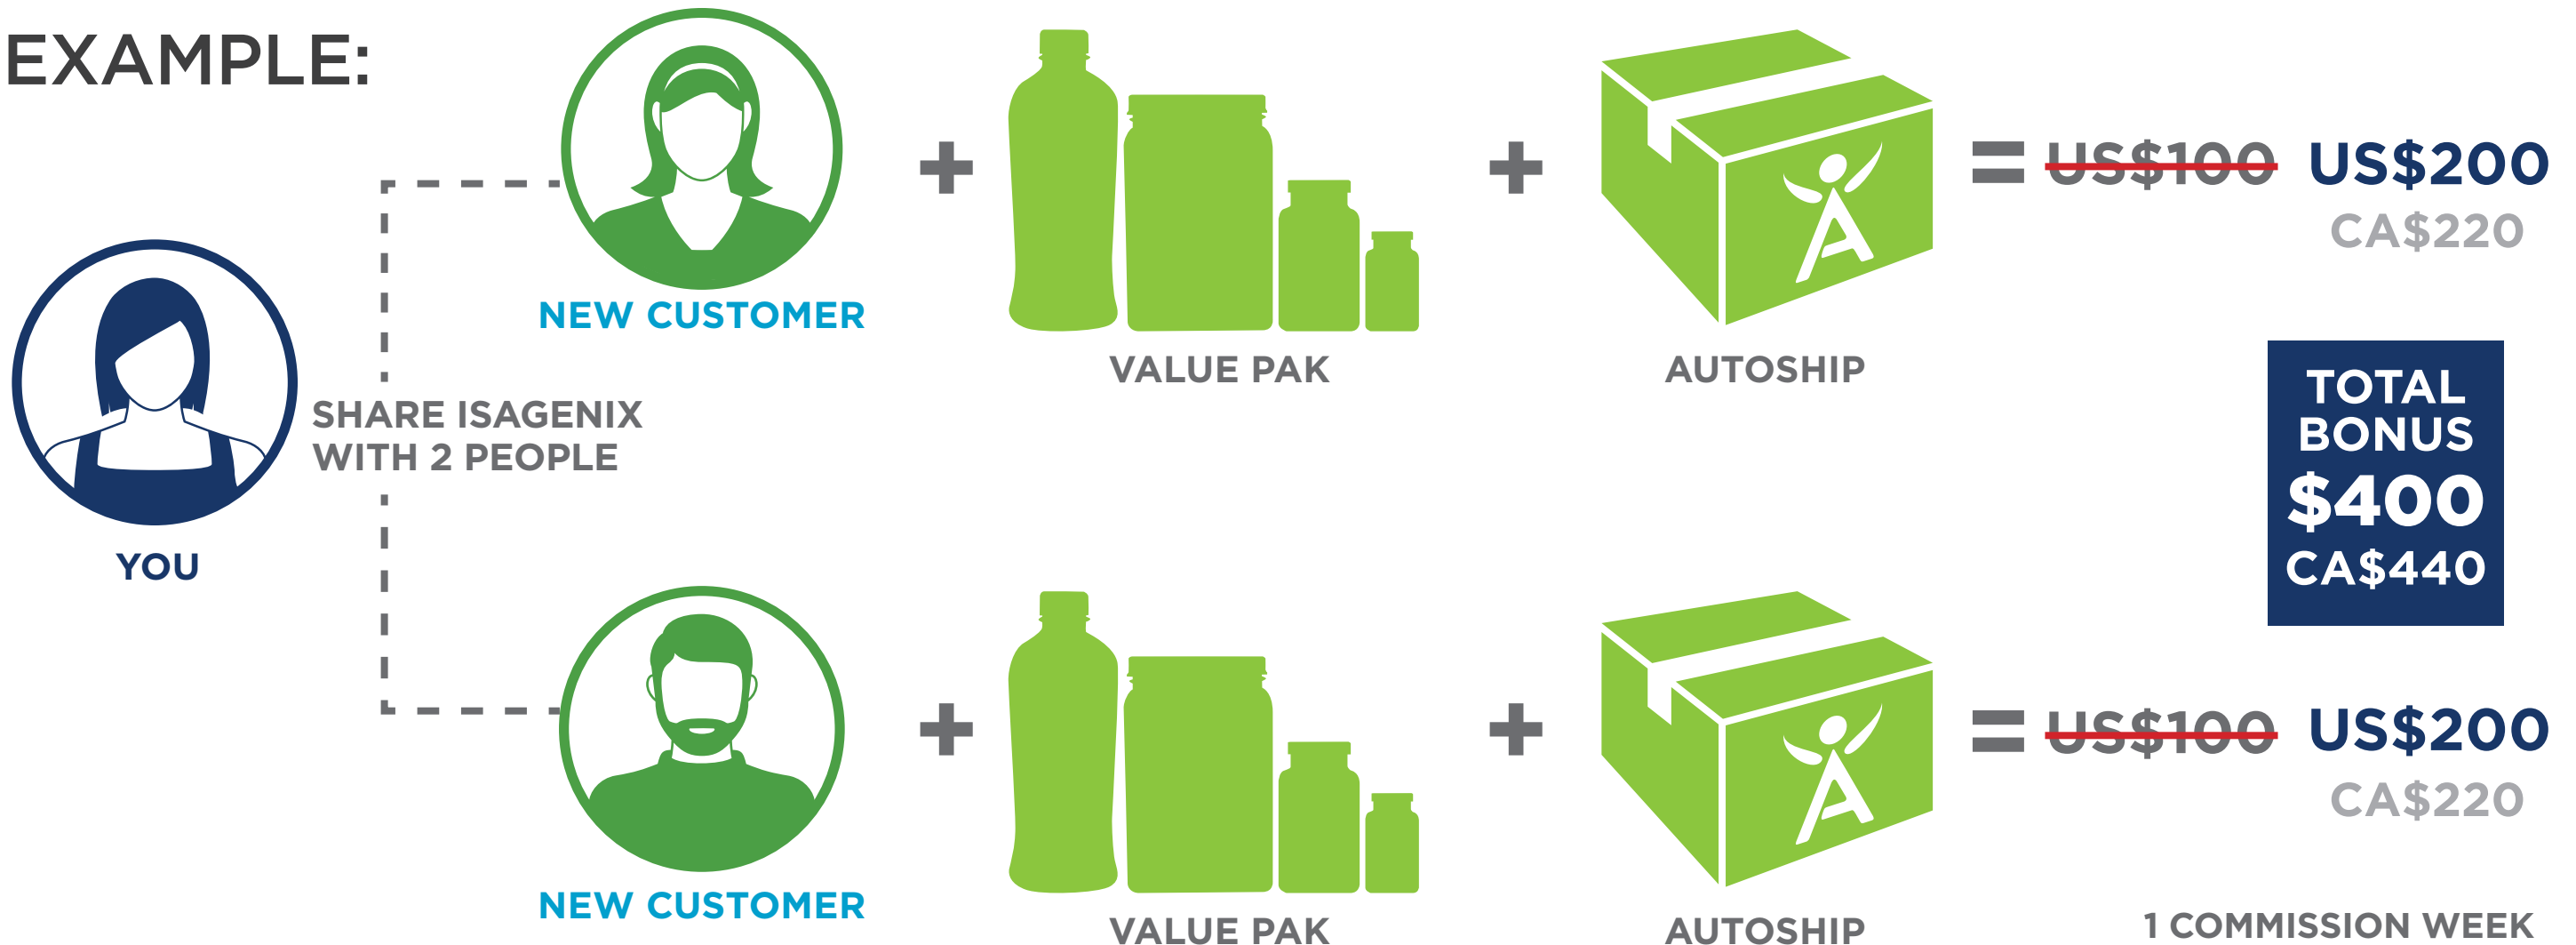 EXAMPLE:
NEW CUSTOMER
VALUE PAK
AUTOSHIP
US$100 US$200
CA$220
YOU
SHARE ISAGENIX
WITH 2 PEOPLE
TOTAL
BONUS
$400
CA$440
NEW CUSTOMER
VALUE PAK
AUTOSHIP
US$100 US$200
CA$220
1 COMMISSION WEEK